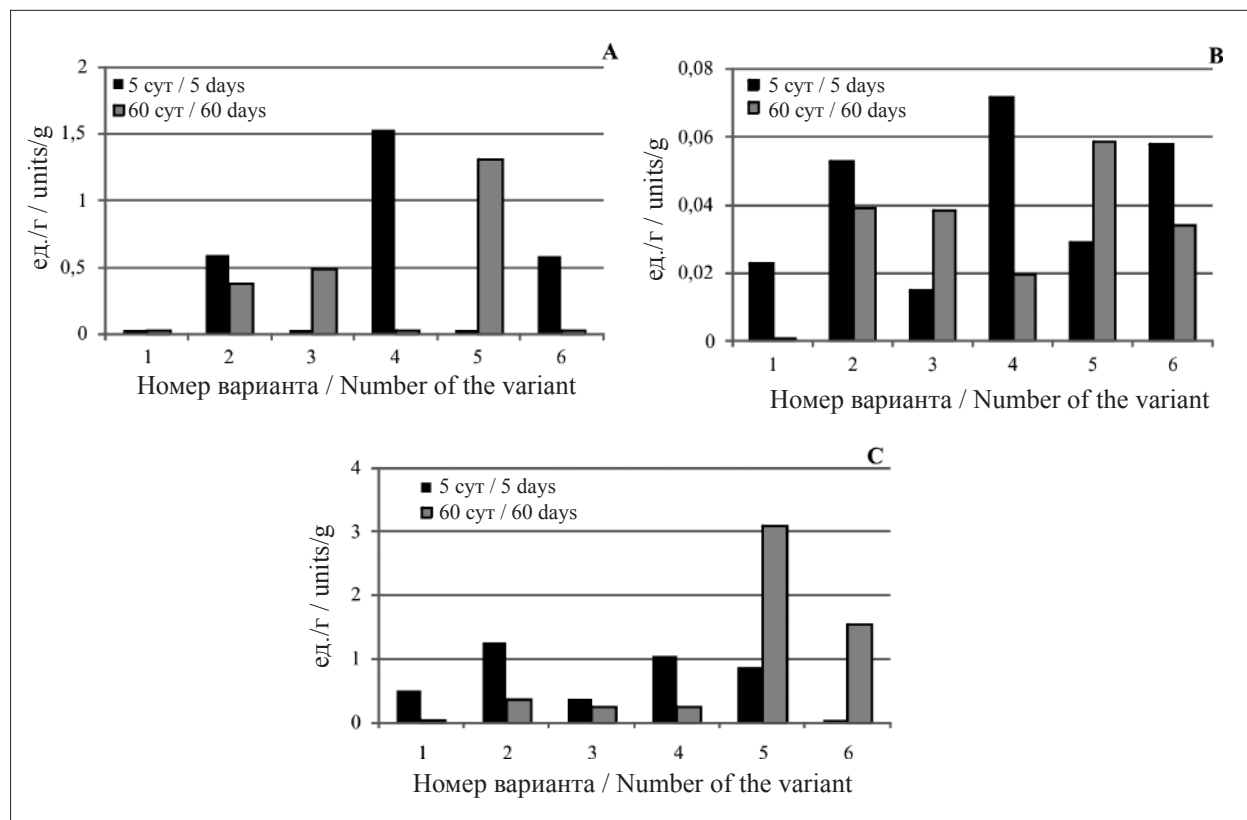 A
2
1,5
1
0,5
0
ед./г / units/g
5 сут / 5 days
60 сут / 60 days
1 2 3 4 5 6
Номер варианта / Number of the variant
B
0,08
0,06
0,04
0,02
0
ед./г / units/g
5 сут / 5 days
60 сут / 60 days
1 2 3 4 5 6
Номер варианта / Number of the variant
C
4
3
2
1
0
ед./г / units/g
5 сут / 5 days
60 сут / 60 days
1 2 3 4 5 6
Номер варианта / Number of the variant